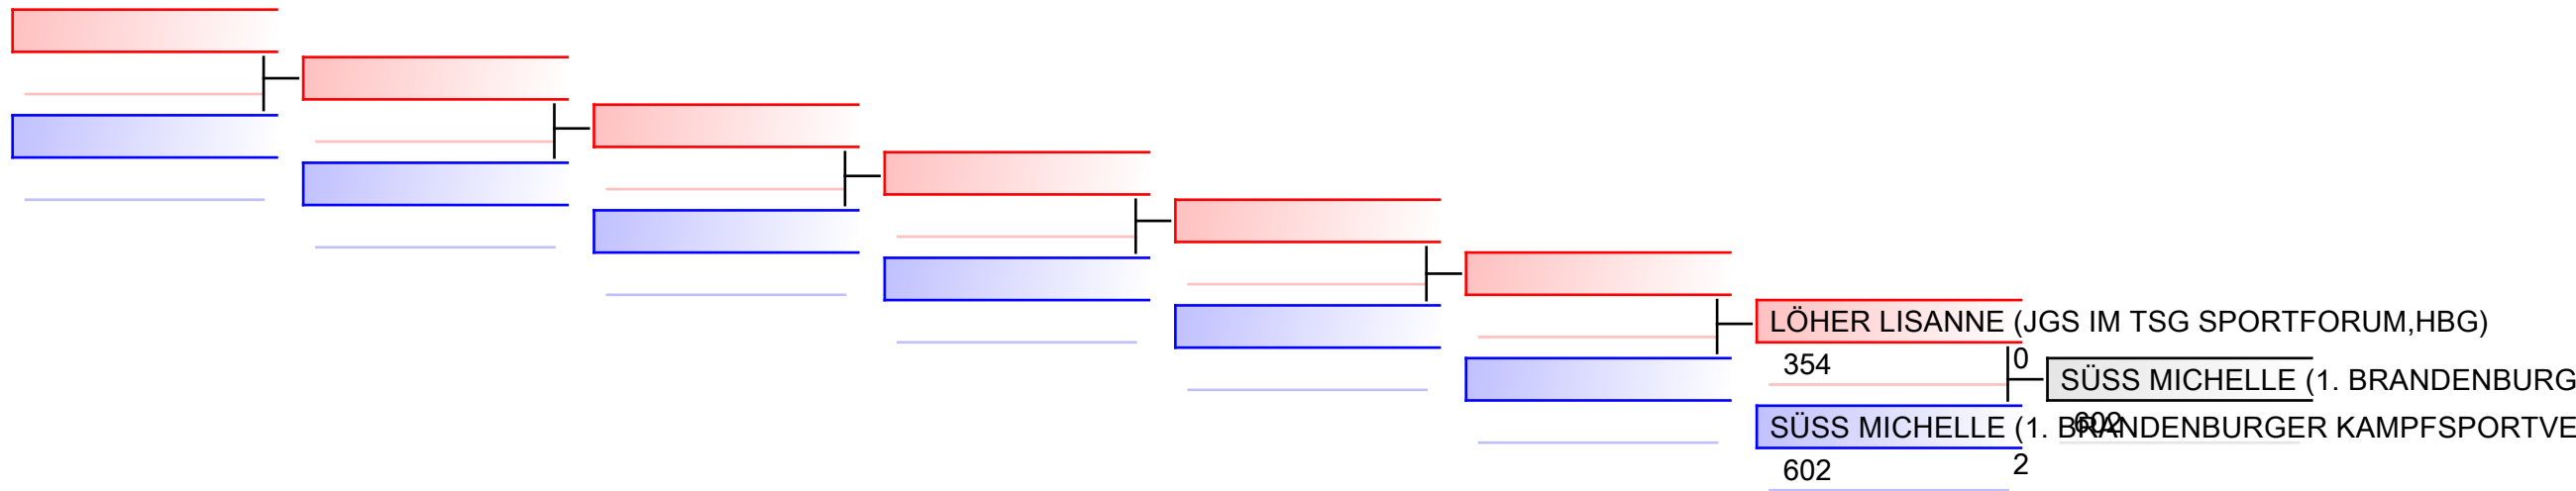 LÖHER LISANNE (JGS IM TSG SPORTFORUM,HBG)
354
0
SÜSS MICHELLE (1. BRANDENBURG
602
SÜSS MICHELLE (1. BRANDENBURGER KAMPFSPORTVE
602
2